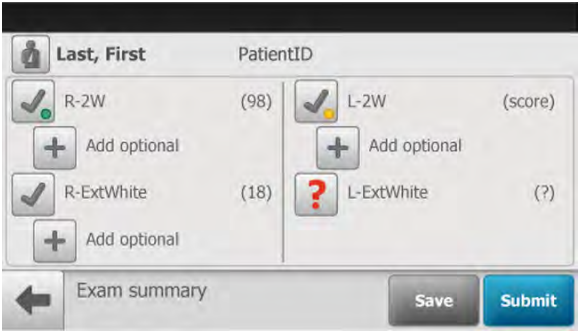 Last, First PatientID
R-2W (98)
Add optional
R-ExtWhite (18)
Add optional
L-2W (score)
Add optional
? L-ExtWhite (?)
Exam summary
Save
Submit